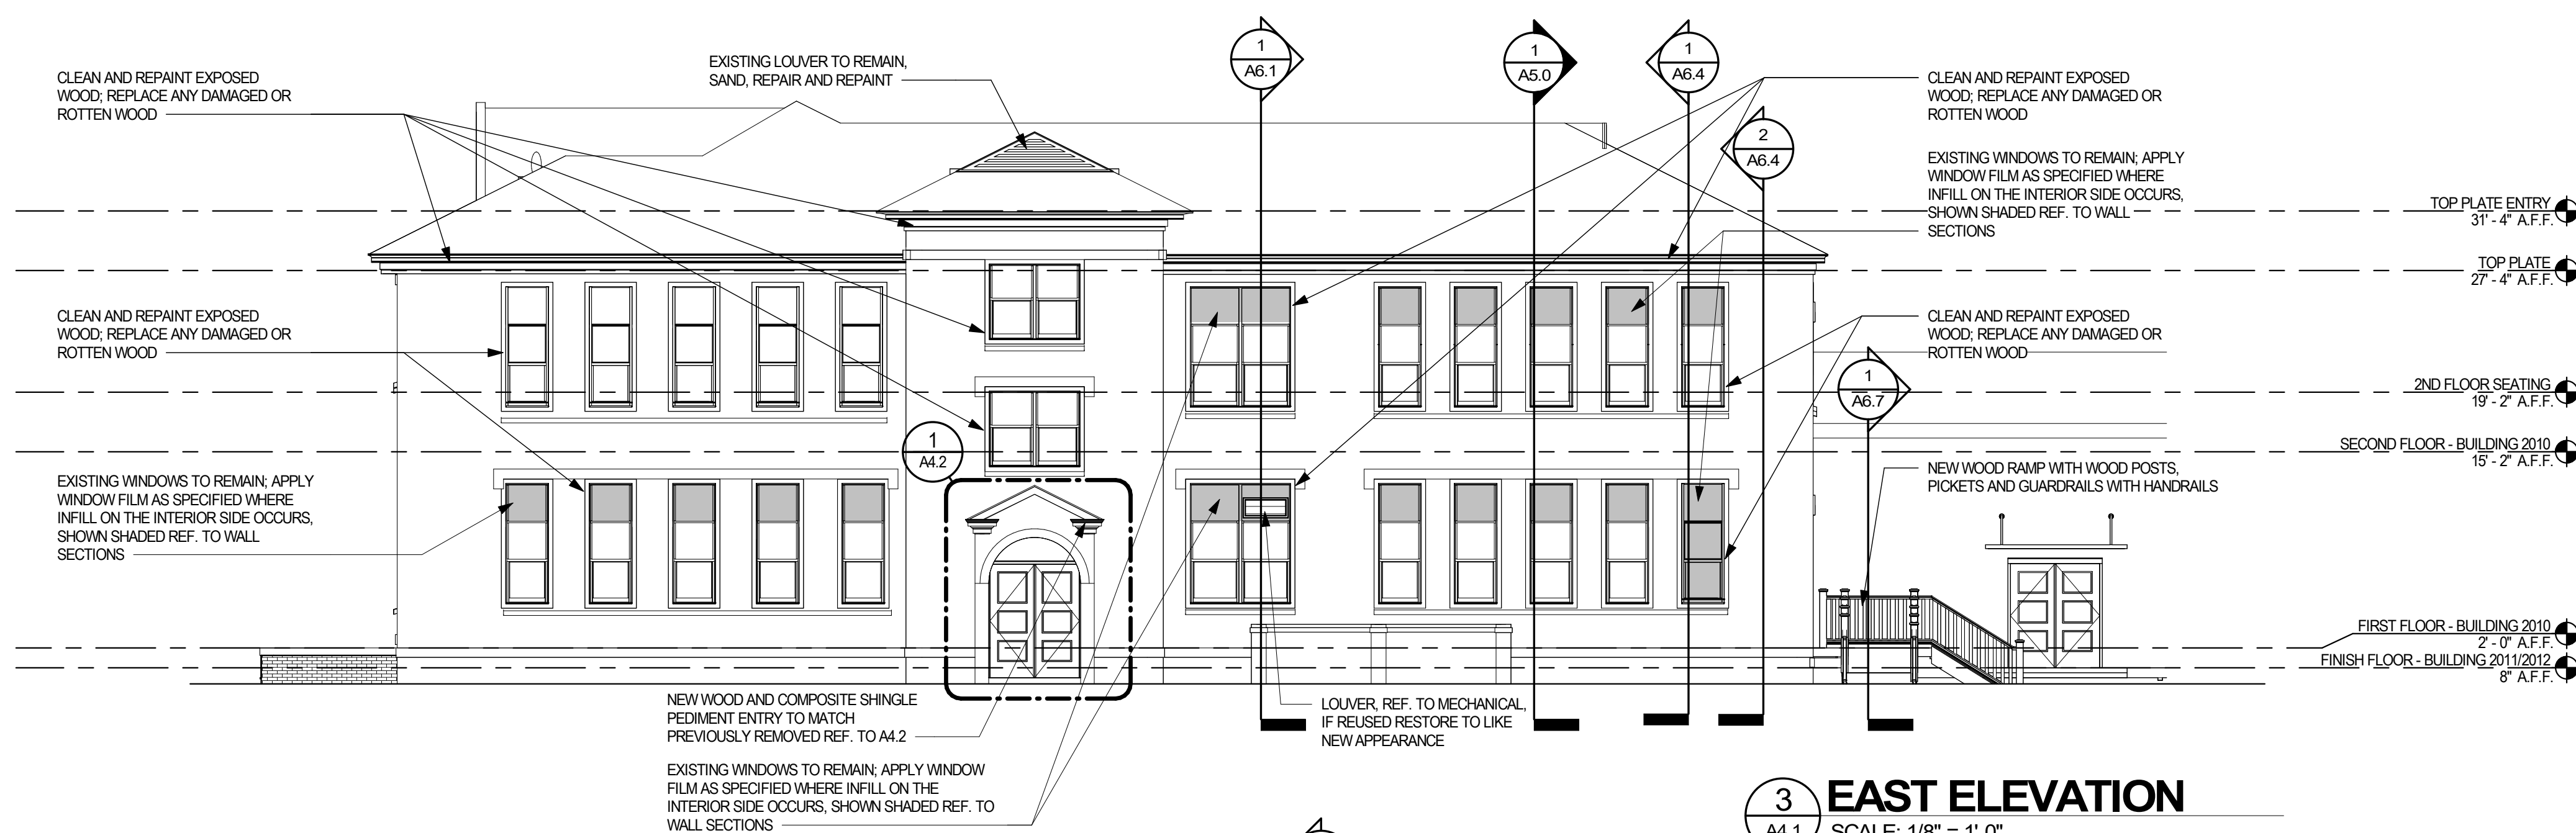 CLEAN AND REPAINT EXPOSED
WOOD; REPLACE ANY DAMAGED OR
ROTTEN WOOD
EXISTING LOUVER TO REMAIN,
SAND, REPAIR AND REPAINT
1
A6.1
1
A5.0
1
A6.4
2
A6.4
CLEAN AND REPAINT EXPOSED
WOOD; REPLACE ANY DAMAGED OR
ROTTEN WOOD
EXISTING WINDOWS TO REMAIN; APPLY
WINDOW FILM AS SPECIFIED WHERE
INFILL ON THE INTERIOR SIDE OCCURS,
SHOWN SHADED REF. TO WALL
SECTIONS
TOP PLATE ENTRY
31' - 4" A.F.F.
TOP PLATE
27' - 4" A.F.F.
CLEAN AND REPAINT EXPOSED
WOOD; REPLACE ANY DAMAGED OR
ROTTEN WOOD
CLEAN AND REPAINT EXPOSED
WOOD; REPLACE ANY DAMAGED OR
ROTTEN WOOD
1
A6.7
2ND FLOOR SEATING
19' - 2" A.F.F.
1
A4.2
SECOND FLOOR - BUILDING 2010
15' - 2" A.F.F.
EXISTING WINDOWS TO REMAIN; APPLY
WINDOW FILM AS SPECIFIED WHERE
INFILL ON THE INTERIOR SIDE OCCURS,
SHOWN SHADED REF. TO WALL
SECTIONS
NEW WOOD RAMP WITH WOOD POSTS,
PICKETS AND GUARDRAILS WITH HANDRAILS
FIRST FLOOR - BUILDING 2010
2' - 0" A.F.F.
FINISH FLOOR - BUILDING 2011/2012
8" A.F.F.
NEW WOOD AND COMPOSITE SHINGLE
PEDIMENT ENTRY TO MATCH
PREVIOUSLY REMOVED REF. TO A4.2
LOUVER, REF. TO MECHANICAL,
IF REUSED RESTORE TO LIKE
NEW APPEARANCE
EXISTING WINDOWS TO REMAIN; APPLY WINDOW
FILM AS SPECIFIED WHERE INFILL ON THE
INTERIOR SIDE OCCURS, SHOWN SHADED REF. TO
WALL SECTIONS
3
A4.1
EAST ELEVATION
SCALE: 1/8" = 1'-0"